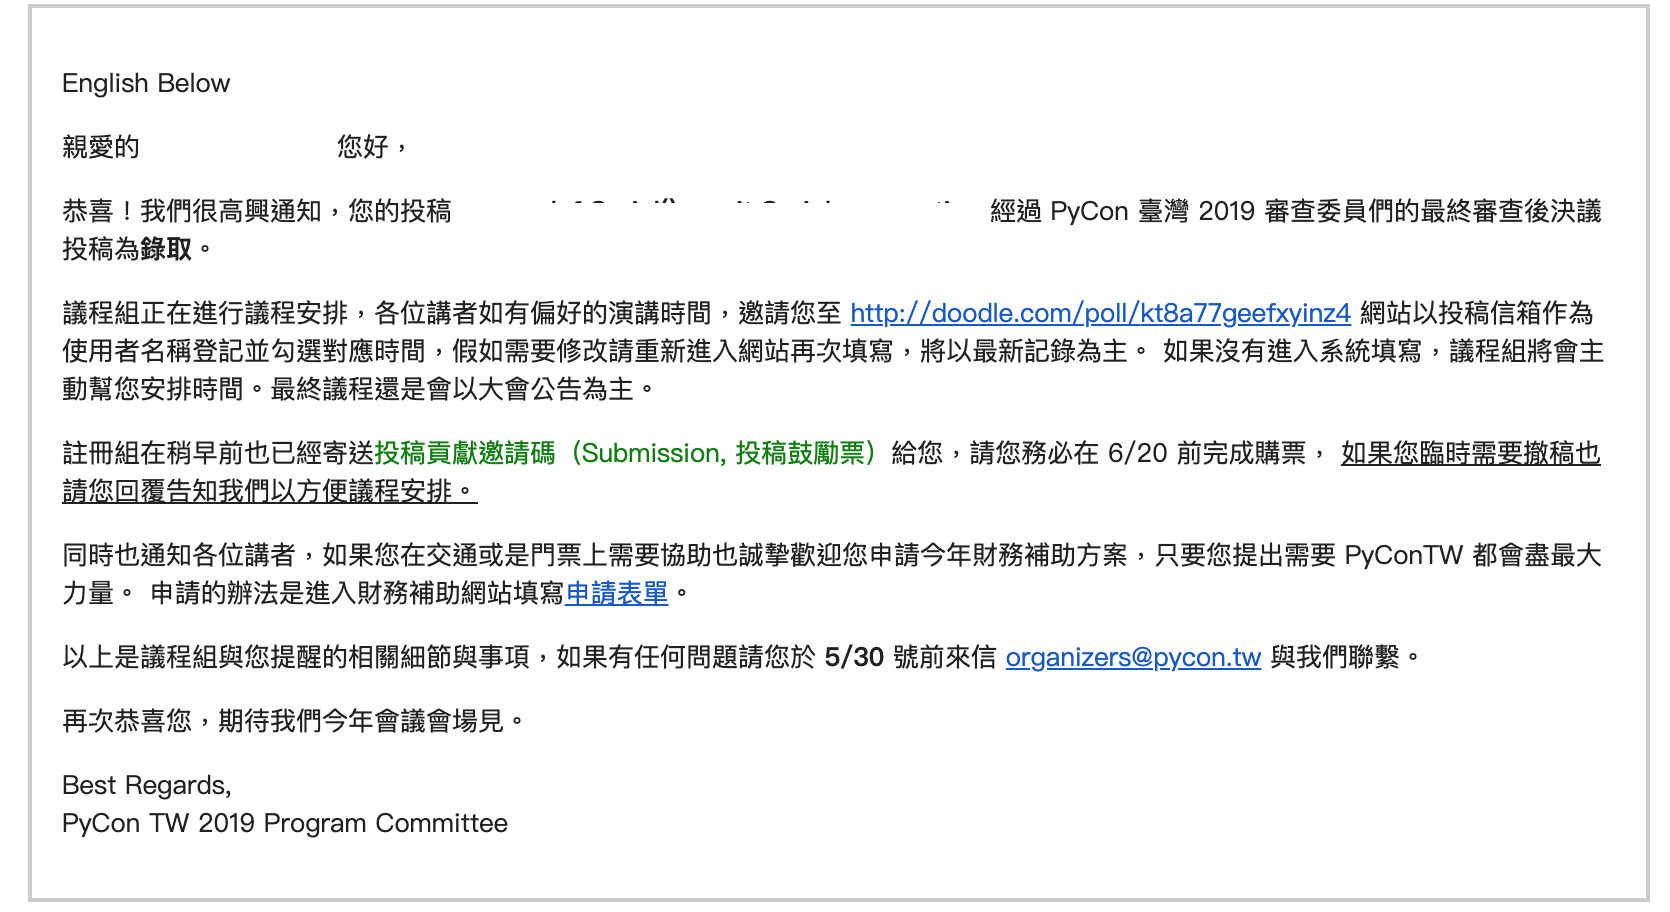 English Below
親愛的 您好，
恭喜！我們很高興通知，您的投稿 經過 PyCon 臺灣 2019 審查委員們的最終審查後決議
投稿為錄取。
議程組正在進行議程安排，各位講者如有偏好的演講時間，邀請您至 http://doodle.com/poll/kt8a77geefxyinz4 網站以投稿信箱作為
使用者名稱登記並勾選對應時間，假如需要修改請重新進入網站再次填寫，將以最新記錄為主。 如果沒有進入系統填寫，議程組將會主
動幫您安排時間。最終議程還是會以大會公告為主。
註冊組在稍早前也已經寄送投稿貢獻邀請碼（Submission, 投稿鼓勵票）給您，請您務必在 6/20 前完成購票， 如果您臨時需要撤稿也
請您回覆告知我們以方便議程安排。
同時也通知各位講者，如果您在交通或是門票上需要協助也誠摯歡迎您申請今年財務補助方案，只要您提出需要 PyConTW 都會盡最大
力量。 申請的辦法是進入財務補助網站填寫申請表單。
以上是議程組與您提醒的相關細節與事項，如果有任何問題請您於 5/30 號前來信 organizers@pycon.tw 與我們聯繫。
再次恭喜您，期待我們今年會議會場見。
Best Regards,
PyCon TW 2019 Program Committee